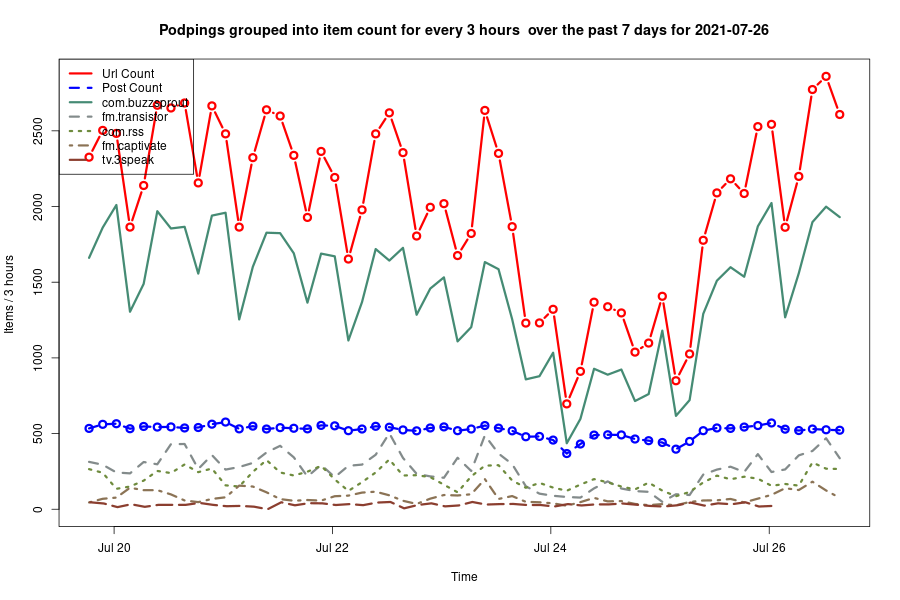 Podpings grouped into item count for every 3 hours  over the past 7 days for 2021-07-26
Url Count
Post Count
com.buzzsprout
fm.transistor
com.rss
fm.captivate
tv.3speak
Items / 3 hours
2500
2000
1500
1000
500
0
Jul 20
Jul 22
Jul 24
Jul 26
Time